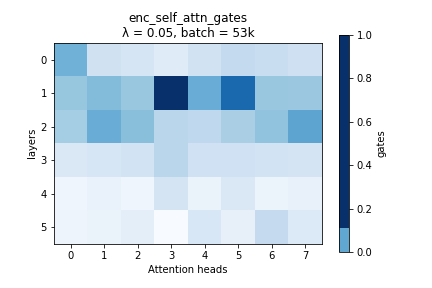 enc_self_attn_gates
λ = 0.05, batch = 53k
layers
0
1
2
3
4
5
0 1 2 3 4 5 6 7
Attention heads
1.0
0.8
0.6
0.4
0.2
0.0
gates